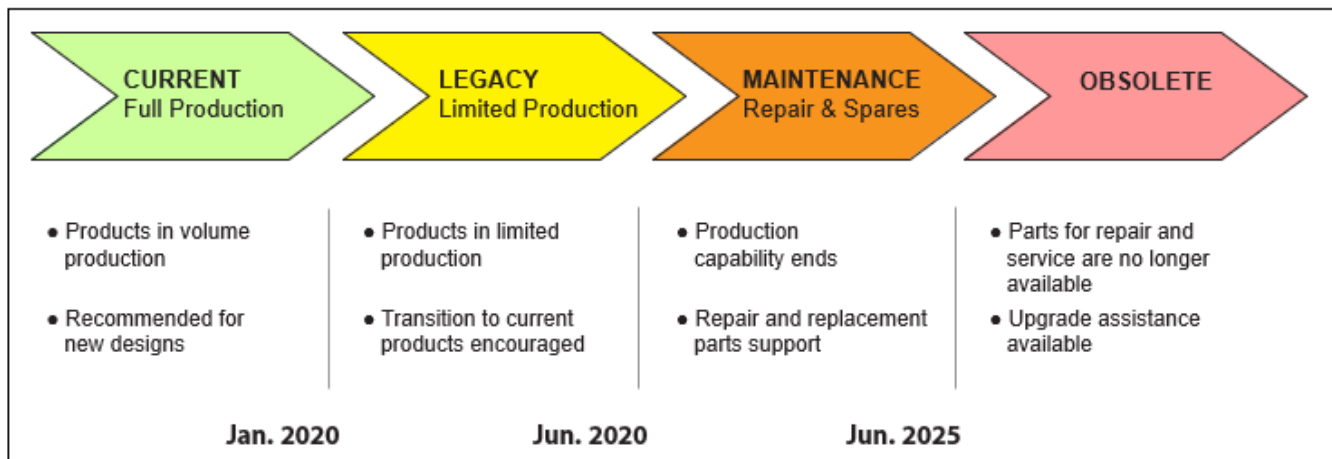 CURRENT
Full Production
LEGACY
Limited Production
MAINTENANCE
Repair & Spares
OBSOLETE
● Products in volume
production
● Recommended for
new designs
● Products in limited
production
● Transition to current
products encouraged
● Production
capability ends
● Repair and replacement
parts support
● Parts for repair and
service are no longer
available
● Upgrade assistance
available
Jan. 2020
Jun. 2020
Jun. 2025